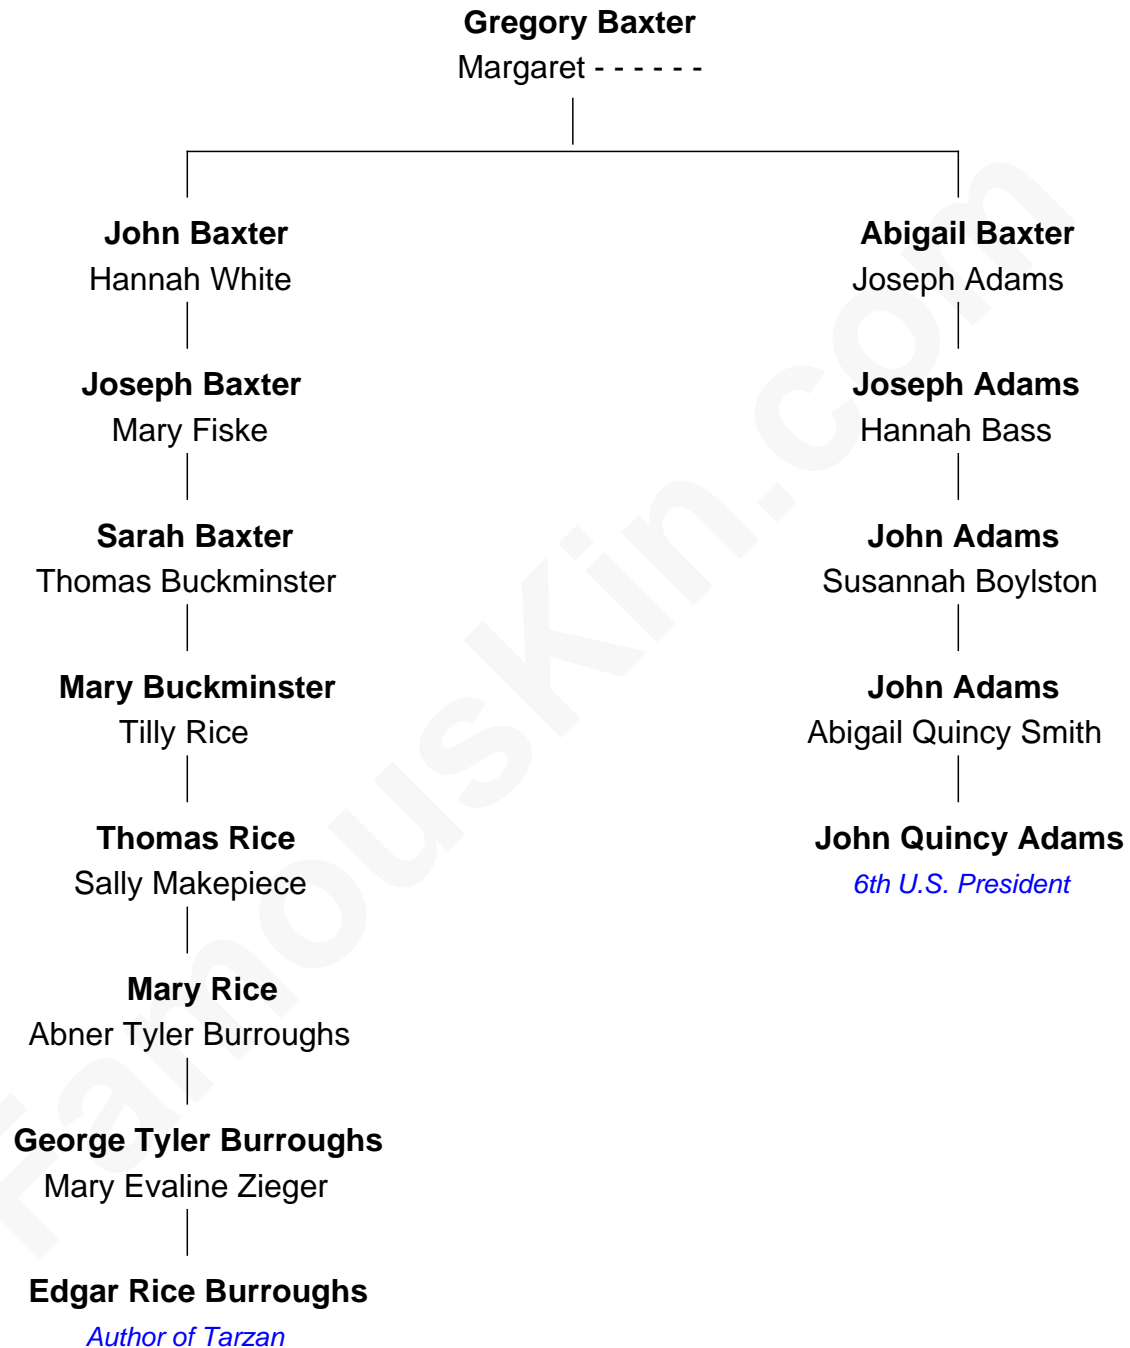 Gregory Baxter
Margaret - - - - - -
John Baxter
Hannah White
Abigail Baxter
Joseph Adams
Joseph Baxter
Mary Fiske
Joseph Adams
Hannah Bass
Sarah Baxter
Thomas Buckminster
John Adams
Susannah Boylston
Mary Buckminster
Tilly Rice
John Adams
Abigail Quincy Smith
Thomas Rice
Sally Makepiece
John Quincy Adams
6th U.S. President
Mary Rice
Abner Tyler Burroughs
George Tyler Burroughs
Mary Evaline Zieger
Edgar Rice Burroughs
Author of Tarzan
FamousKin.com